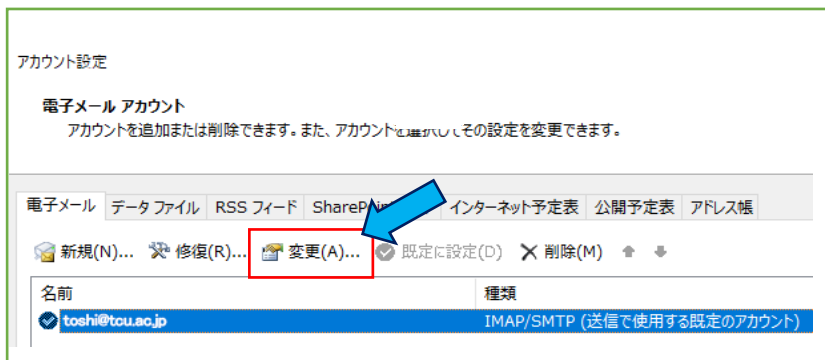 アカウント設定
電子メール アカウント
アカウントを追加または削除できます。また、アカウントを選択してその設定を変更できます。
電子メール データ ファイル RSS フィード インターネット予定表 公開予定表 アドレス帳
新規(N)... 修復(R)... 変更(A)... 既定に設定(D) 削除(M)
名前 種類
toshi@tcu.ac.jp IMAP/SMTP (送信で使用する既定のアカウント)